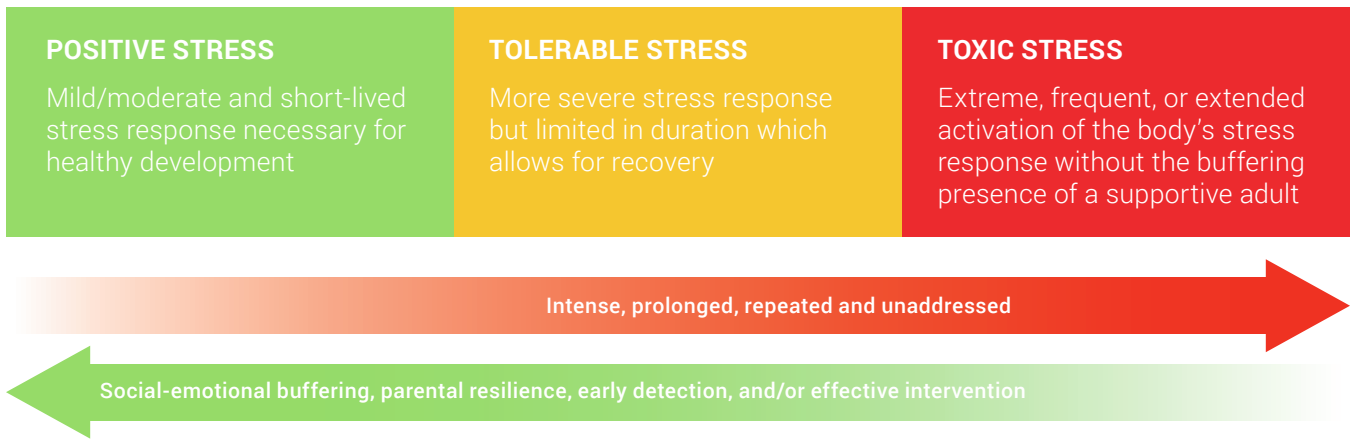 POSITIVE STRESS
Mild/moderate and short-lived
stress response necessary for
healthy development
TOLERABLE STRESS
More severe stress response
but limited in duration which
allows for recovery
TOXIC STRESS
Extreme, frequent, or extended
activation of the body’s stress
response without the buffering
presence of a supportive adult
Intense, prolonged, repeated and unaddressed
Social-emotional buffering, parental resilience, early detection, and/or effective intervention